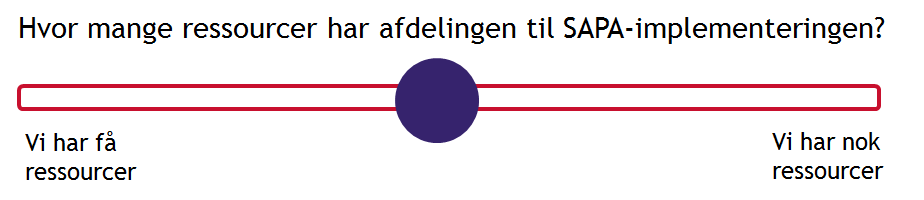 Hvor mange ressourcer har afdelingen til SAPA-implementeringen?
Vi har få
ressourcer
Vi har nok
ressourcer